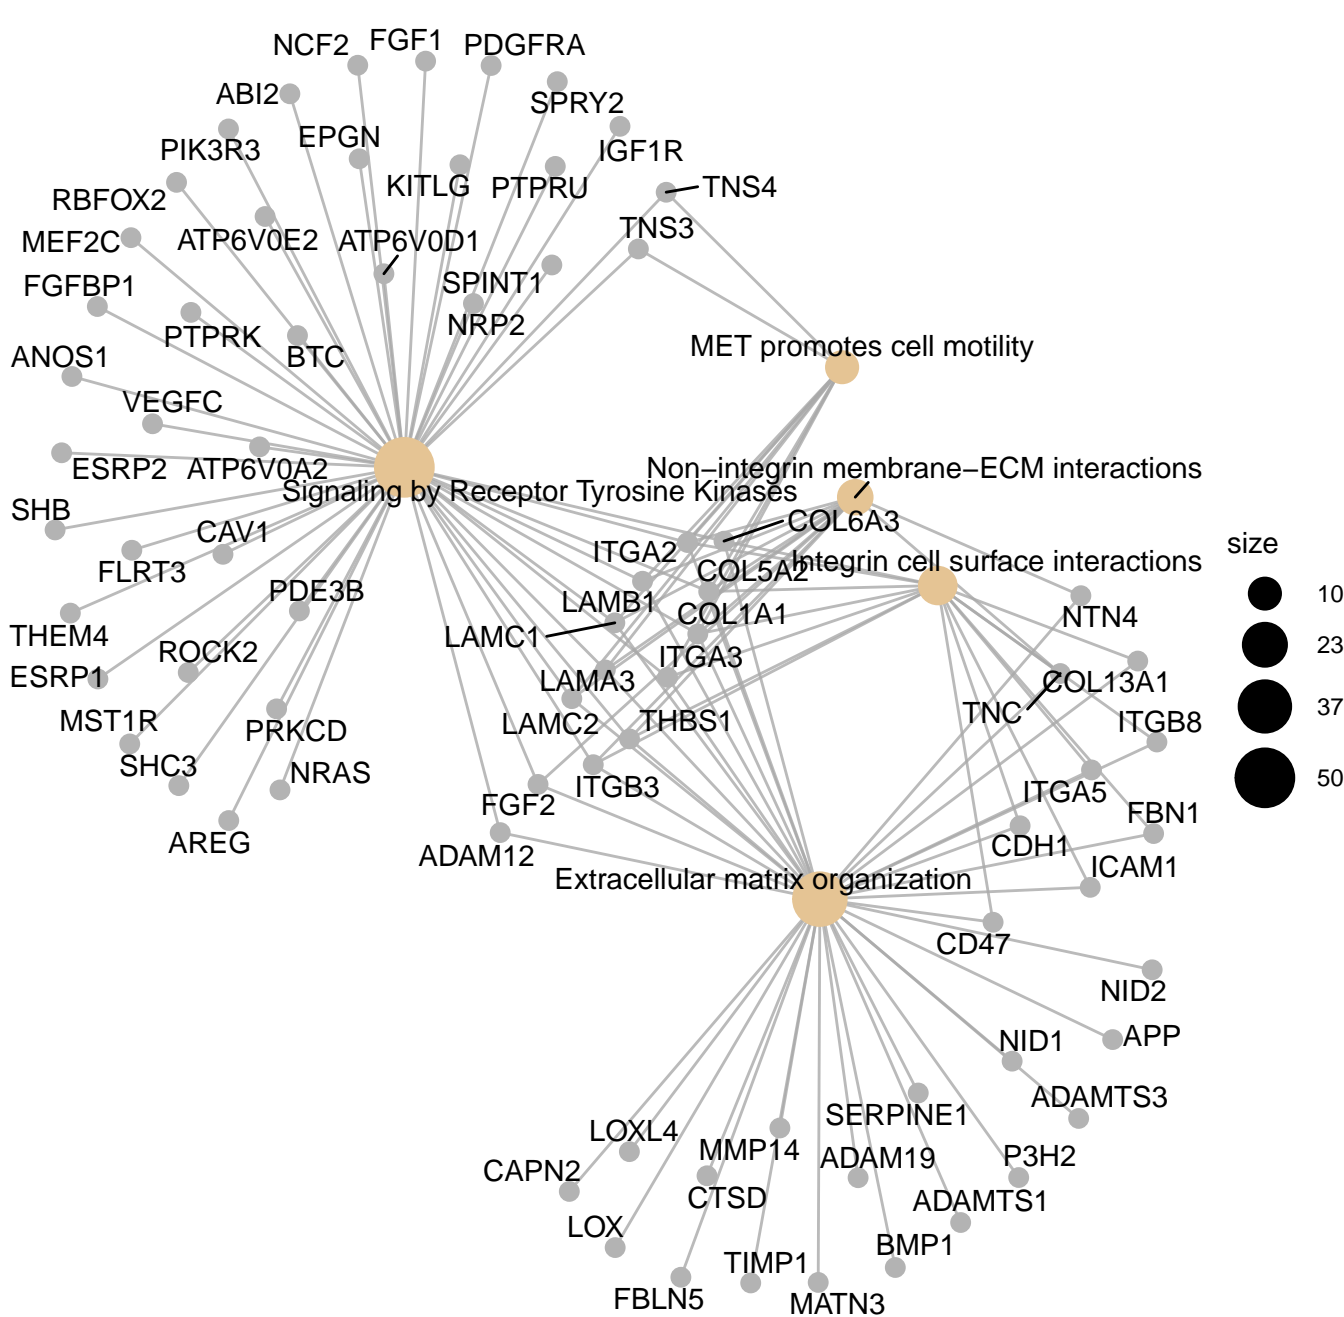 NCF2
FGF1
PDGFRA
ABI2
SPRY2
EPGN
PIK3R3
IGF1R
KITLG
PTPRU
TNS4
RBFOX2
TNS3
MEF2C
ATP6V0E2
ATP6V0D1
FGFBP1
SPINT1
NRP2
PTPRK
BTC
ANOS1
MET promotes cell motility
VEGFC
ESRP2
ATP6V0A2
Non−integrin membrane−ECM interactions
Signaling by Receptor Tyrosine Kinases
SHB
COL6A3
CAV1
ITGA2
size
FLRT3
COL5A2
Integrin cell surface interactions
PDE3B
LAMB1
10
COL1A1
NTN4
THEM4
LAMC1
23
ROCK2
ITGA3
ESRP1
LAMA3
COL13A1
37
MST1R
PRKCD
LAMC2
THBS1
TNC
ITGB8
SHC3
NRAS
ITGB3
50
ITGA5
FGF2
FBN1
AREG
ADAM12
CDH1
ICAM1
Extracellular matrix organization
CD47
NID2
NID1
APP
ADAMTS3
SERPINE1
LOXL4
MMP14
ADAM19
P3H2
CAPN2
CTSD
ADAMTS1
LOX
BMP1
TIMP1
FBLN5
MATN3